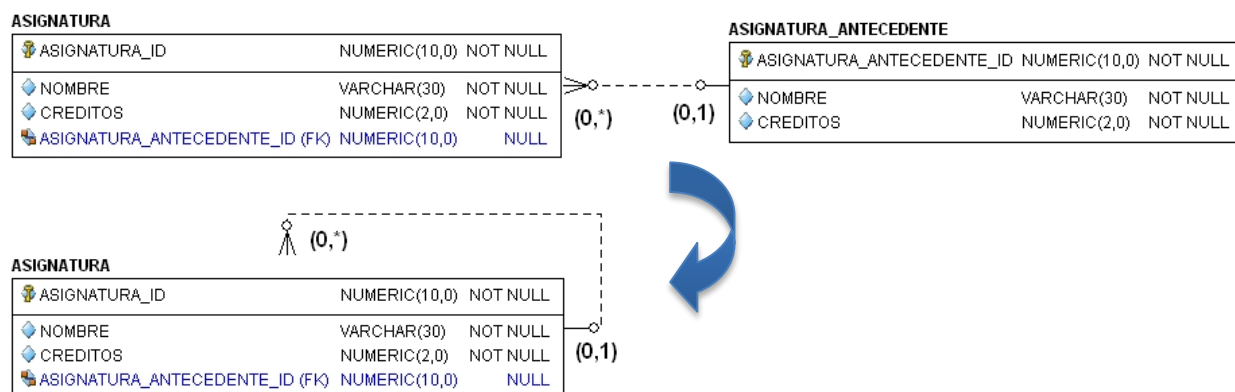 ASIGNATURA
ASIGNATURA_ID NUMERIC(10,0) NOT NULL
NOMBRE VARCHAR(30) NOT NULL
CREDITOS NUMERIC(2,0) NOT NULL
ASIGNATURA_ANTECEDENTE_ID (FK) NUMERIC(10,0) NULL
(0,*)
(0,1)
ASIGNATURA_ANTECEDENTE
ASIGNATURA_ANTECEDENTE_ID NUMERIC(10,0) NOT NULL
NOMBRE VARCHAR(30) NOT NULL
CREDITOS NUMERIC(2,0) NOT NULL
(0,*)
ASIGNATURA
ASIGNATURA_ID NUMERIC(10,0) NOT NULL
NOMBRE VARCHAR(30) NOT NULL
CREDITOS NUMERIC(2,0) NOT NULL
ASIGNATURA_ANTECEDENTE_ID (FK) NUMERIC(10,0) NULL
(0,1)